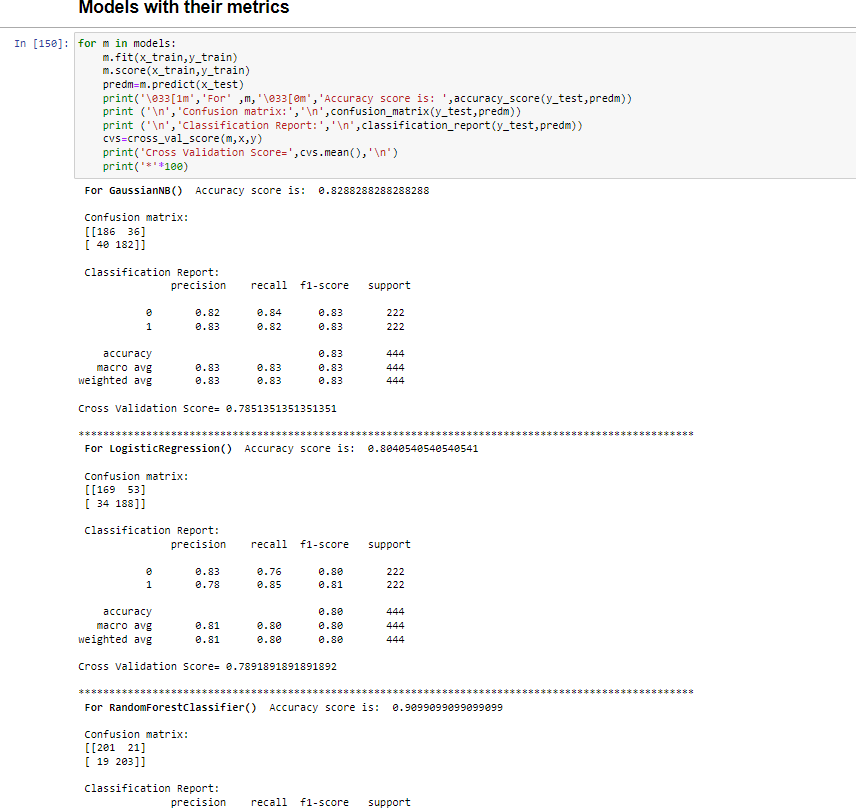 Models with their metrics
In [150]: for m in models:
    m.fit(x_train,y_train)
    m.score(x_train,y_train)
    predm=m.predict(x_test)
    print('\033[1m','For' ,m,'\033[0m','Accuracy score is: ',accuracy_score(y_test,predm))
    print ('\n','Confusion matrix:','\n',confusion_matrix(y_test,predm))
    print ('\n','Classification Report:','\n',classification_report(y_test,predm))
    cvs=cross_val_score(m,x,y)
    print('Cross Validation Score=',cvs.mean(),'\n')
    print('*'*100)
For GaussianNB()  Accuracy score is:  0.8288288288288288
Confusion matrix:
[[186  36]
[ 40 182]]
Classification Report:
precision    recall  f1-score   support
0       0.82      0.84      0.83       222
1       0.83      0.82      0.83       222
accuracy                           0.83       444
macro avg       0.83      0.83      0.83       444
weighted avg       0.83      0.83      0.83       444
Cross Validation Score= 0.7851351351351351
****************************************************************************************************
For LogisticRegression()  Accuracy score is:  0.8040540540540541
Confusion matrix:
[[169  53]
[ 34 188]]
Classification Report:
precision    recall  f1-score   support
0       0.83      0.76      0.80       222
1       0.78      0.85      0.81       222
accuracy                           0.80       444
macro avg       0.81      0.80      0.80       444
weighted avg       0.81      0.80      0.80       444
Cross Validation Score= 0.7891891891891892
****************************************************************************************************
For RandomForestClassifier()  Accuracy score is:  0.9099099099099099
Confusion matrix:
[[201  21]
[ 19 203]]
Classification Report:
precision    recall  f1-score   support